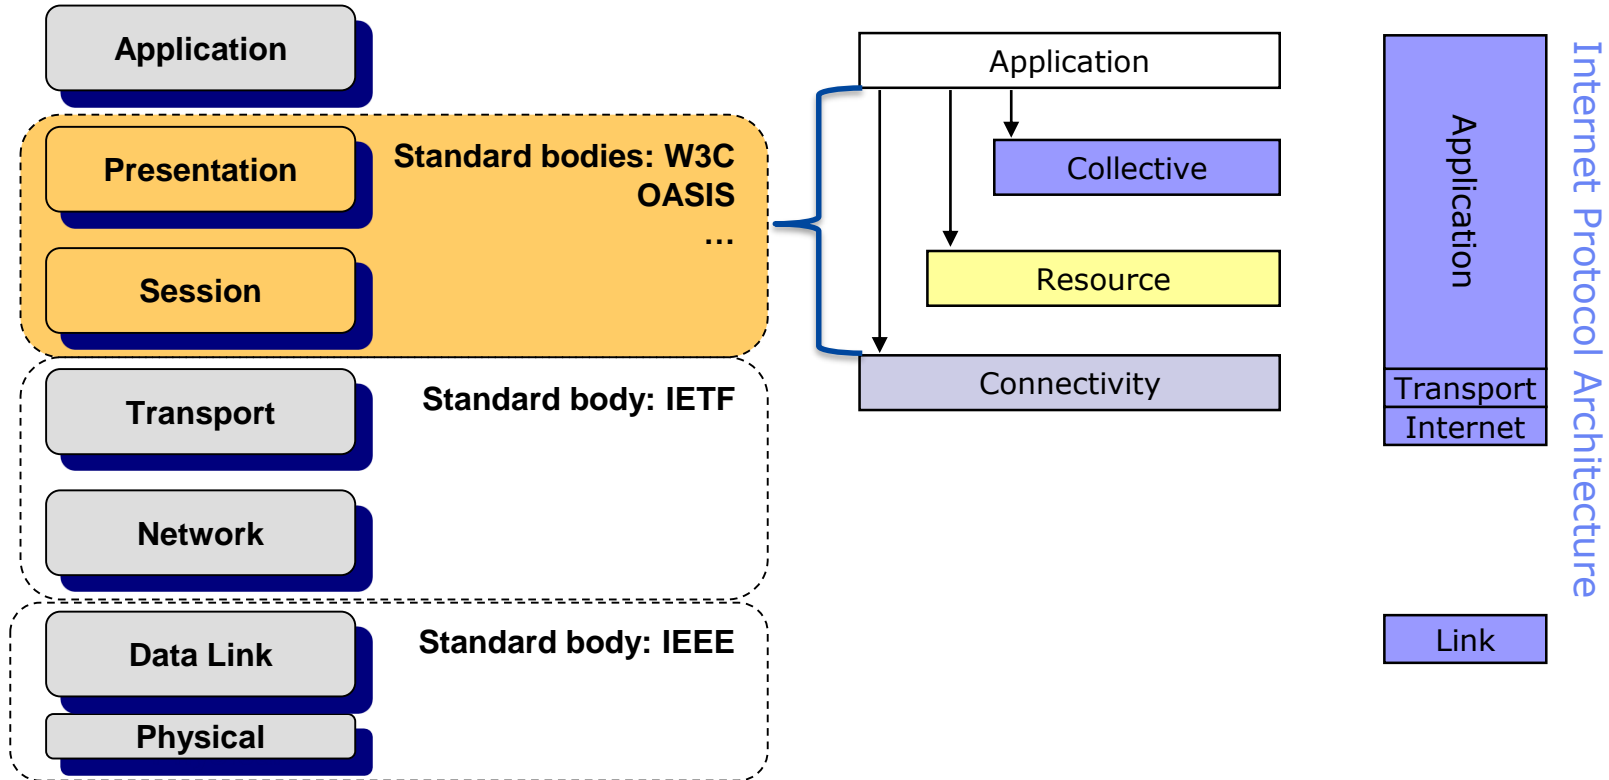 Application
Presentation
Standard bodies: W3C
OASIS
…
Session
Transport
Standard body: IETF
Network
Data Link
Standard body: IEEE
Physical
Application
Collective
Resource
Connectivity
Application
Transport
Internet
Link
Internet Protocol Architecture